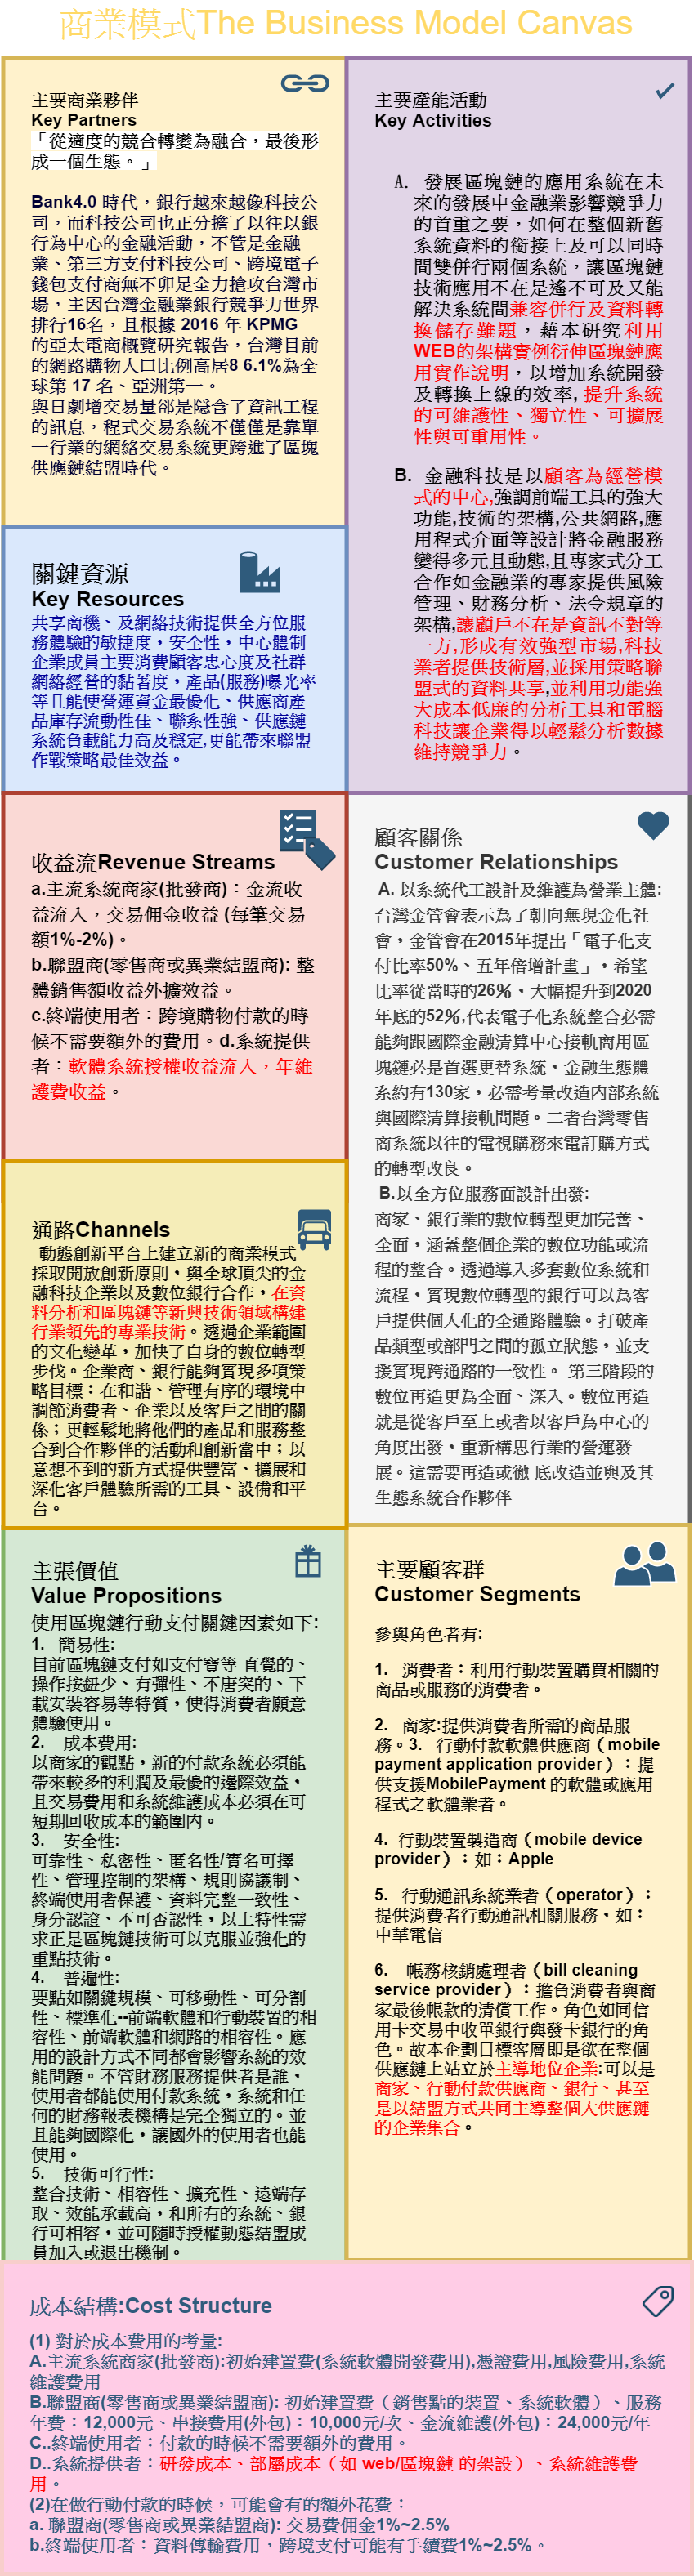 商業模式The Business Model Canvas
主要商業夥伴
Key Partners
「從適度的競合轉變為融合，最後形
成一個生態。」
Bank4.0 時代，銀行越來越像科技公
司，而科技公司也正分擔了以往以銀
行為中心的金融活動，不管是金融
業、第三方支付科技公司、跨境電子
錢包支付商無不卯足全力搶攻台灣市
場，主因台灣金融業銀行競爭力世界
排行16名，且根據 2016 年 KPMG
的亞太電商概覽研究報告，台灣目前
的網路購物人口比例高居8 6.1%為全
球第 17 名、亞洲第一。
與日劇增交易量郤是隱含了資訊工程
的訊息，程式交易系統不僅僅是靠單
一行業的網絡交易系統更跨進了區塊
供應鏈結盟時代。
主要產能活動
Key Activities
A. 發展區塊鏈的應用系統在未
來的發展中金融業影響競爭力
的首重之要，如何在整個新舊
系統資料的銜接上及可以同時
間雙併行兩個系統，讓區塊鏈
技術應用不在是遙不可及又能
解決系統間兼容併行及資料轉
換儲存難題，藉本研究利用
WEB的架構實例衍伸區塊鏈應
用實作說明，以增加系統開發
及轉換上線的效率, 提升系統
的可維護性、獨立性、可擴展
性與可重用性。
B. 金融科技是以顧客為經營模
式的中心,強調前端工具的強大
功能,技術的架構,公共網路,應
用程式介面等設計將金融服務
變得多元且動態,且專家式分工
合作如金融業的專家提供風險
管理、財務分析、法令規章的
架構,讓顧戶不在是資訊不對等
一方,形成有效強型市場,科技
業者提供技術層,並採用策略聯
盟式的資料共享,並利用功能強
大成本低廉的分析工具和電腦
科技讓企業得以輕鬆分析數據
維持競爭力。
關鍵資源
Key Resources
共享商機、及網絡技術提供全方位服
務體驗的敏捷度，安全性，中心體制
企業成員主要消費顧客忠心度及社群
網絡經營的黏著度，產品(服務)曝光率
等且能使營運資金最優化、供應商產
品庫存流動性佳、聯系性強、供應鏈
系統負載能力高及穩定,更能帶來聯盟
作戰策略最佳效益。
收益流Revenue Streams
a.主流系統商家(批發商)：金流收
益流入，交易佣金收益 (每筆交易
額1%-2%)。
b.聯盟商(零售商或異業結盟商): 整
體銷售額收益外擴效益。
c.終端使用者：跨境購物付款的時
候不需要額外的費用。d.系統提供
者：軟體系統授權收益流入，年維
護費收益。
顧客關係
Customer Relationships
A. 以系統代工設計及維護為營業主體:
台灣金管會表示為了朝向無現金化社
會，金管會在2015年提出「電子化支
付比率50%、五年倍增計畫」，希望
比率從當時的26%，大幅提升到2020
年底的52%,代表電子化系統整合必需
能夠跟國際金融清算中心接軌商用區
塊鏈必是首選更替系統，金融生態體
系約有130家，必需考量改造內部系統
與國際清算接軌問題。二者台灣零售
商系統以往的電視購務來電訂購方式
的轉型改良。
B.以全方位服務面設計出發:
商家、銀行業的數位轉型更加完善、
全面，涵蓋整個企業的數位功能或流
程的整合。透過導入多套數位系統和
流程，實現數位轉型的銀行可以為客
戶提供個人化的全通路體驗。打破產
品類型或部門之間的孤立狀態，並支
援實現跨通路的一致性。 第三階段的
數位再造更為全面、深入。數位再造
就是從客戶至上或者以客戶為中心的
角度出發，重新構思行業的營運發
展。這需要再造或徹 底改造並與及其
生態系統合作夥伴
通路Channels
動態創新平台上建立新的商業模式
採取開放創新原則，與全球頂尖的金
融科技企業以及數位銀行合作，在資
料分析和區塊鏈等新興技術領域構建
行業領先的專業技術。透過企業範圍
的文化變革，加快了自身的數位轉型
步伐。企業商、銀行能夠實現多項策
略目標：在和諧、管理有序的環境中
調節消費者、企業以及客戶之間的關
係；更輕鬆地將他們的產品和服務整
合到合作夥伴的活動和創新當中；以
意想不到的新方式提供豐富、擴展和
深化客戶體驗所需的工具、設備和平
台。
主張價值
Value Propositions
使用區塊鏈行動支付關鍵因素如下:
1. 簡易性:
目前區塊鏈支付如支付寶等 直覺的、
操作按鈕少、有彈性、不唐突的、下
載安裝容易等特質，使得消費者願意
體驗使用。
2. 成本費用:
以商家的觀點，新的付款系統必須能
帶來較多的利潤及最優的邊際效益，
且交易費用和系統維護成本必須在可
短期回收成本的範圍內。
3. 安全性:
可靠性、私密性、匿名性/實名可擇
性、管理控制的架構、規則協議制、
終端使用者保護、資料完整一致性、
身分認證、不可否認性，以上特性需
求正是區塊鏈技術可以克服並強化的
重點技術。
4. 普遍性:
要點如關鍵規模、可移動性、可分割
性、標準化--前端軟體和行動裝置的相
容性、前端軟體和網路的相容性。應
用的設計方式不同都會影響系統的效
能問題。不管財務服務提供者是誰，
使用者都能使用付款系統，系統和任
何的財務報表機構是完全獨立的。並
且能夠國際化，讓國外的使用者也能
使用。
5. 技術可行性:
整合技術、相容性、擴充性、遠端存
取、效能承載高，和所有的系統、銀
行可相容，並可隨時授權動態結盟成
員加入或退出機制。
主要顧客群
Customer Segments
參與角色者有:
1. 消費者：利用行動裝置購買相關的
商品或服務的消費者。
2. 商家:提供消費者所需的商品服
務。3. 行動付款軟體供應商（mobile
payment application provider）：提
供支援MobilePayment 的軟體或應用
程式之軟體業者。
4. 行動裝置製造商（mobile device
provider）：如：Apple
5. 行動通訊系統業者（operator）：
提供消費者行動通訊相關服務，如：
中華電信
6. 帳務核銷處理者（bill cleaning
service provider）：擔負消費者與商
家最後帳款的清償工作。角色如同信
用卡交易中收單銀行與發卡銀行的角
色。故本企劃目標客層即是欲在整個
供應鏈上站立於主導地位企業:可以是
商家、行動付款供應商、銀行、甚至
是以結盟方式共同主導整個大供應鏈
的企業集合。
成本結構:Cost Structure
(1) 對於成本費用的考量:
A.主流系統商家(批發商):初始建置費(系統軟體開發費用),憑證費用,風險費用,系統
維護費用
B.聯盟商(零售商或異業結盟商): 初始建置費（銷售點的裝置、系統軟體）、服務
年費：12,000元、串接費用(外包)：10,000元/次、金流維護(外包)：24,000元/年
C..終端使用者：付款的時候不需要額外的費用。
D..系統提供者：研發成本、部屬成本（如 web/區塊鏈 的架設）、系統維護費
用。
(2)在做行動付款的時候，可能會有的額外花費：
a. 聯盟商(零售商或異業結盟商): 交易費佣金1%~2.5%
b.終端使用者：資料傳輸費用，跨境支付可能有手續費1%~2.5%。